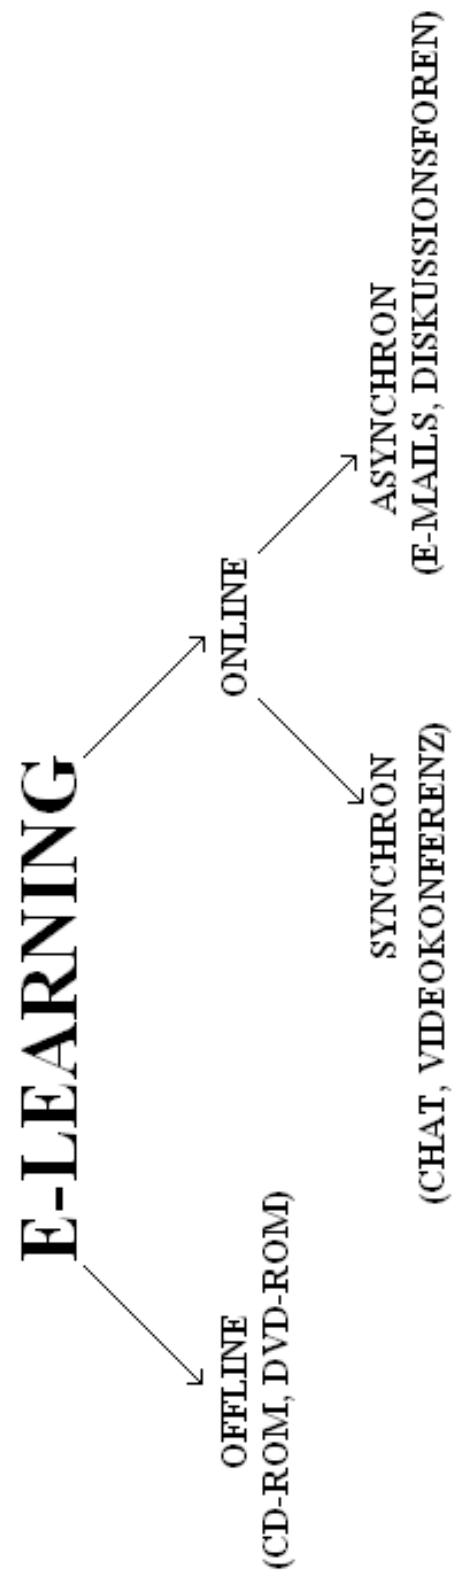 E-LEARNING
OFFLINE
(CD-ROM, DVD-ROM)
ONLINE
SYNCHRON
(CHAT, VIDEOKONFERENZ)
ASYNCHRON
(E-MAILS, DISKUSSIONSFOREN)